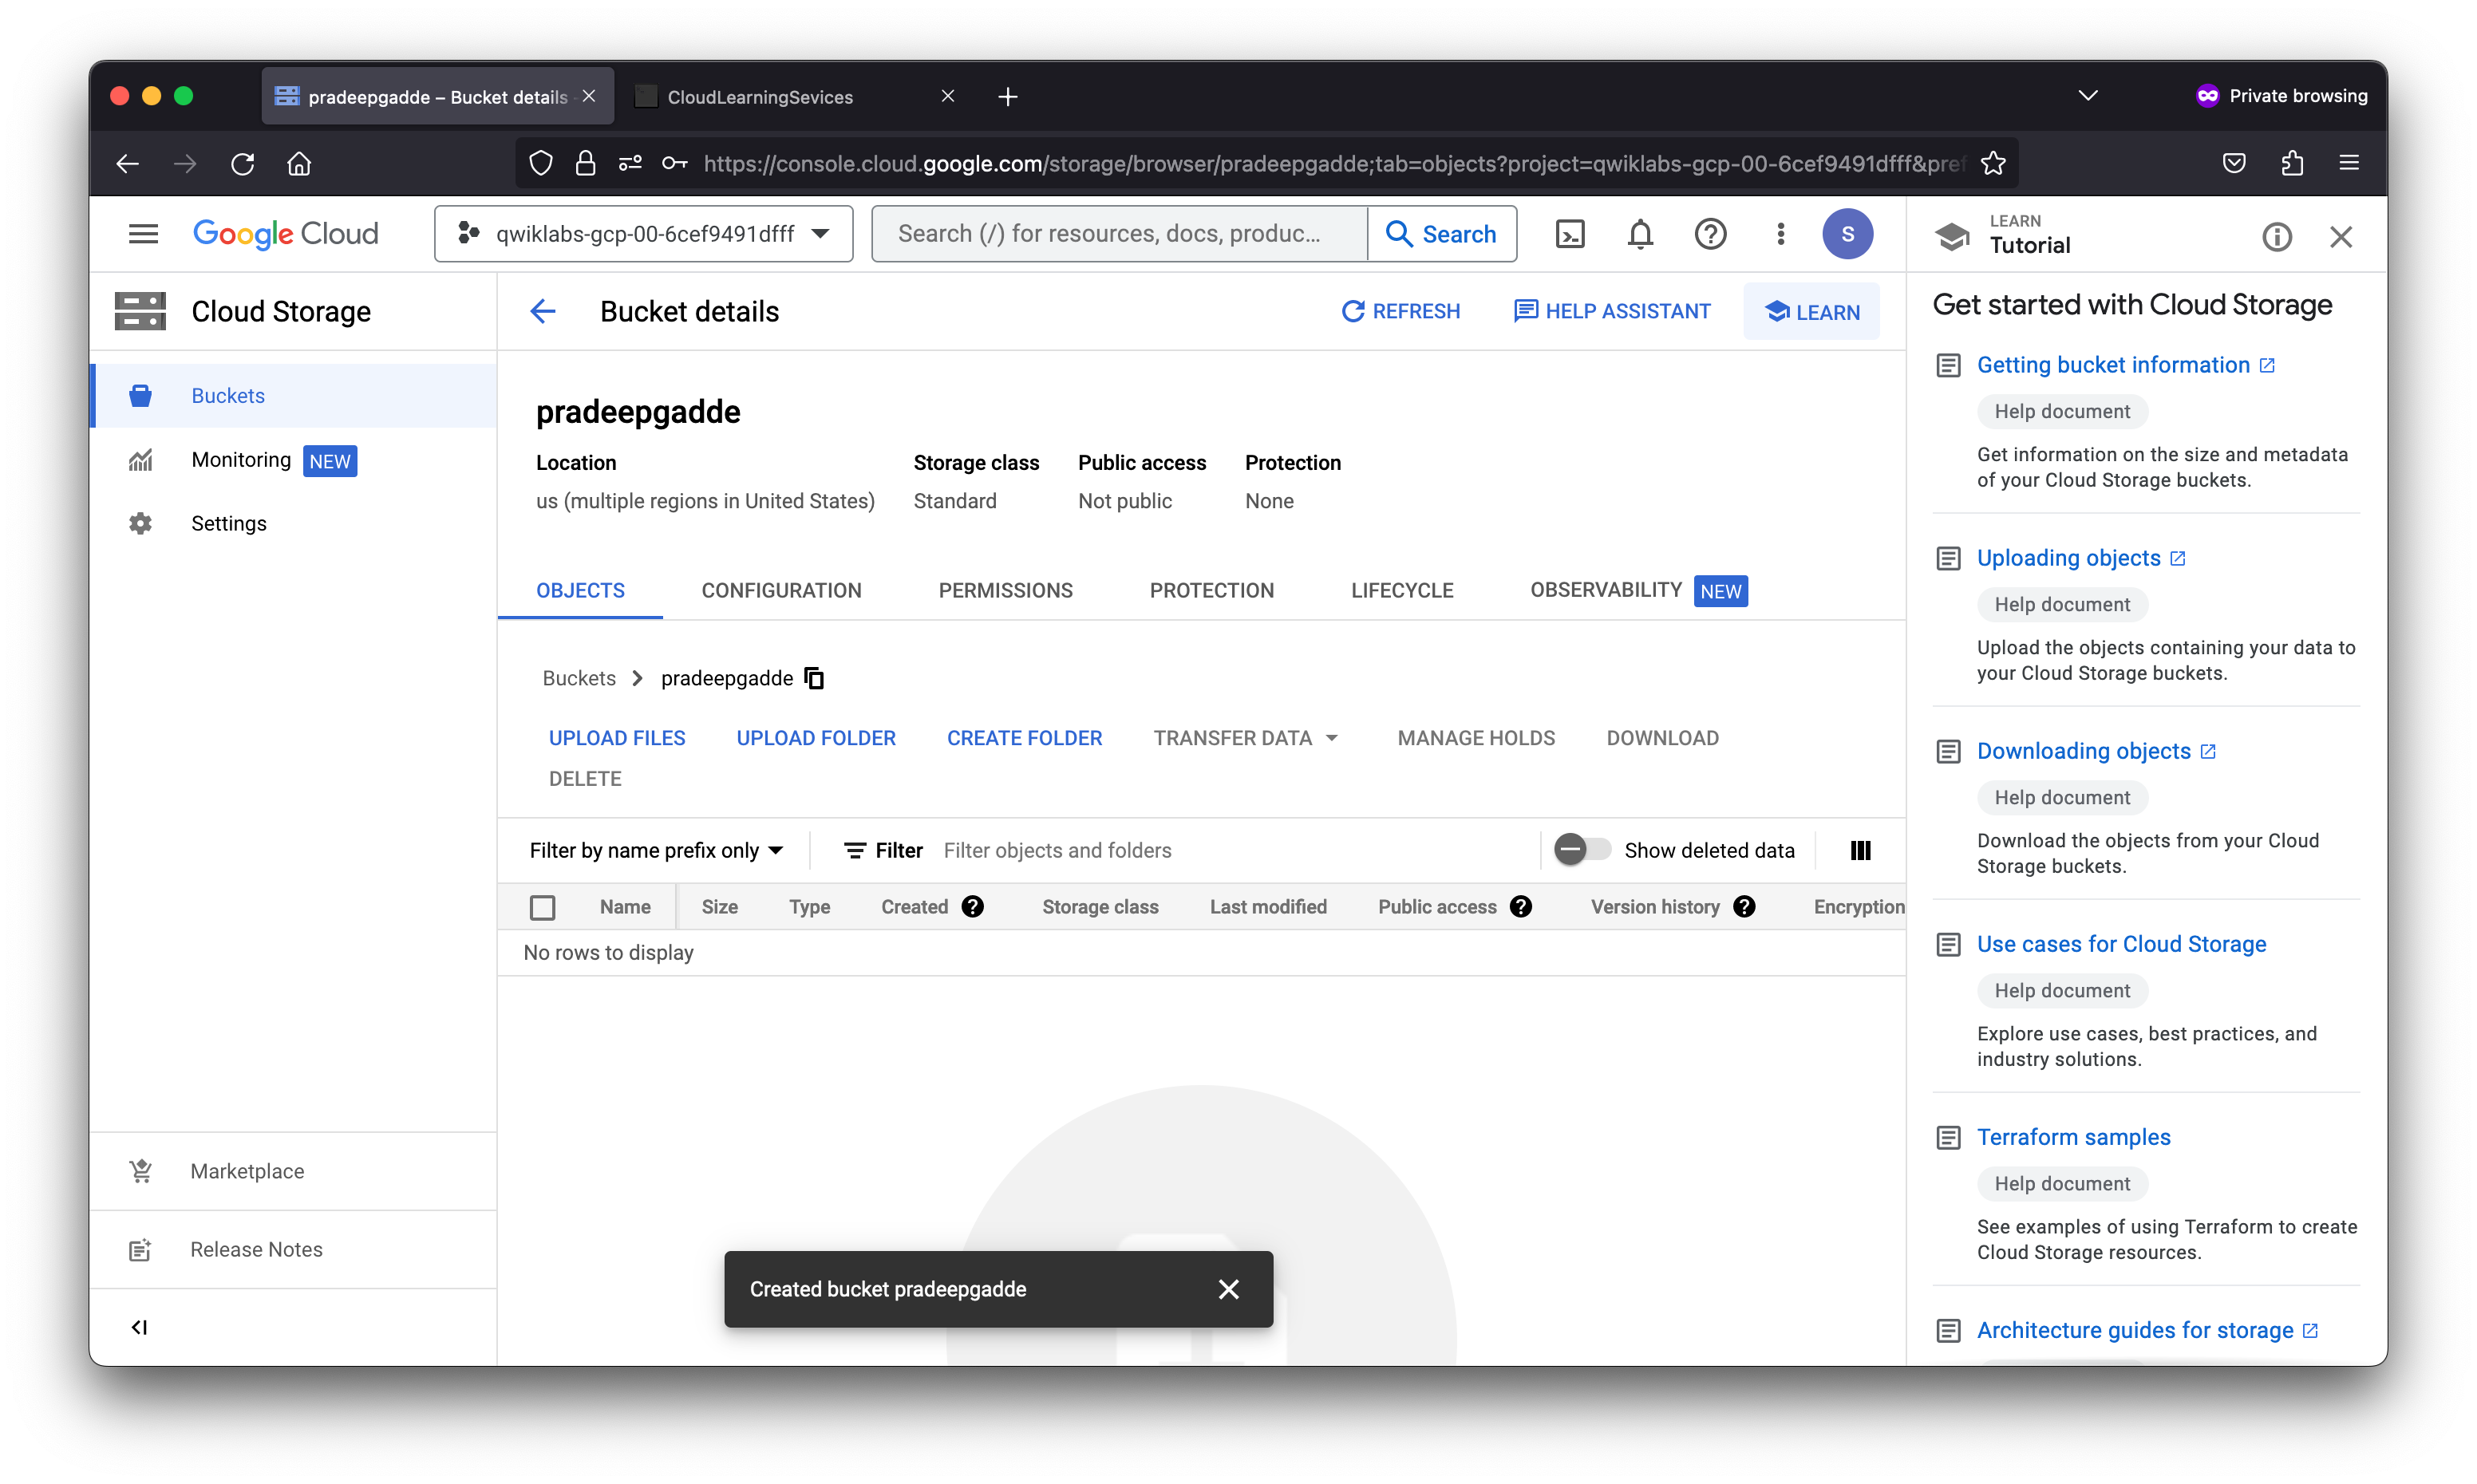 pradeepgadde – Bucket details
CloudLearningSevices
Private browsing
https://console.cloud.google.com/storage/browser/pradeepgadde;tab=objects?project=qwiklabs-gcp-00-6cef9491dfff&pref
Google Cloud
qwiklabs-gcp-00-6cef9491dfff
Search (/) for resources, docs, produc...
Search
S
LEARN
Tutorial
Cloud Storage
Bucket details
REFRESH
HELP ASSISTANT
LEARN
Buckets
Monitoring NEW
Settings
Marketplace
Release Notes
pradeepgadde
Location Storage class Public access Protection
us (multiple regions in United States) Standard Not public None
OBJECTS CONFIGURATION PERMISSIONS PROTECTION LIFECYCLE OBSERVABILITY NEW
Buckets pradeepgadde
UPLOAD FILES UPLOAD FOLDER CREATE FOLDER TRANSFER DATA MANAGE HOLDS DOWNLOAD
DELETE
Filter by name prefix only Filter Filter objects and folders Show deleted data
Name Size Type Created Storage class Last modified Public access Version history Encryption
No rows to display
Created bucket pradeepgadde
Get started with Cloud Storage
Getting bucket information
Help document
Get information on the size and metadata
of your Cloud Storage buckets.
Uploading objects
Help document
Upload the objects containing your data to
your Cloud Storage buckets.
Downloading objects
Help document
Download the objects from your Cloud
Storage buckets.
Use cases for Cloud Storage
Help document
Explore use cases, best practices, and
industry solutions.
Terraform samples
Help document
See examples of using Terraform to create
Cloud Storage resources.
Architecture guides for storage